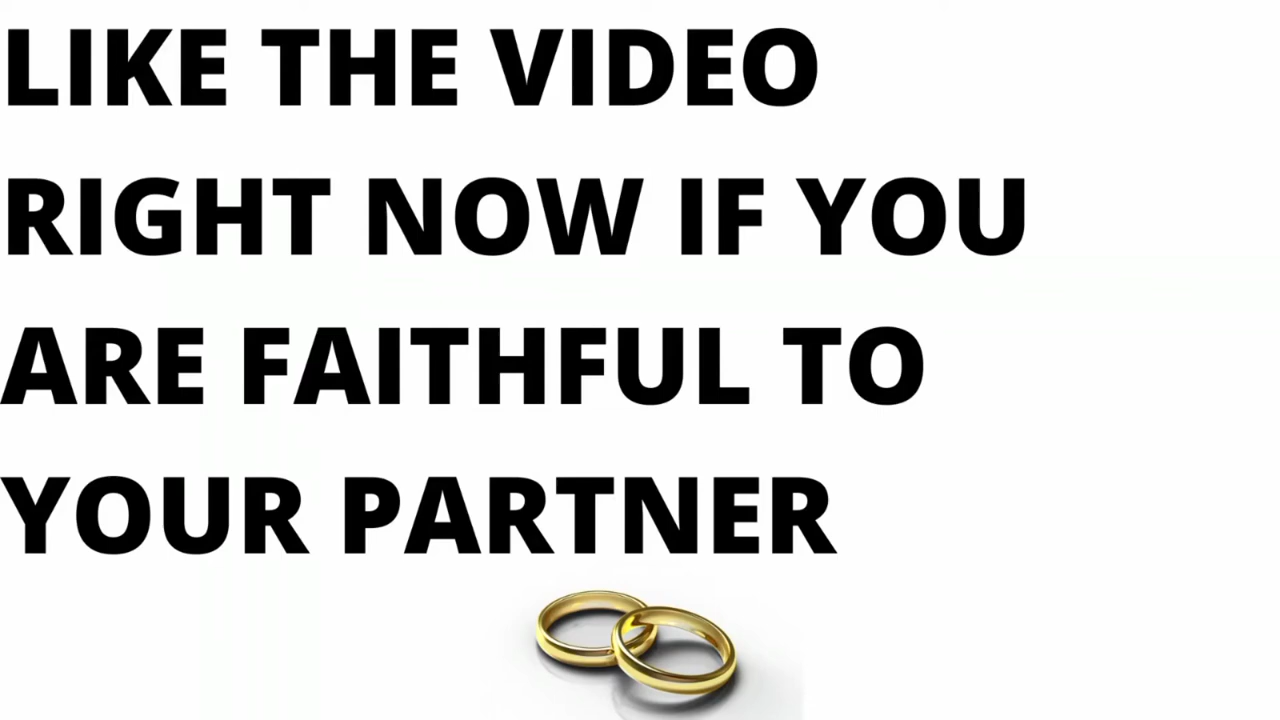 LIKE THE VIDEO
RIGHT NOW IF YOU
ARE FAITHFUL TO
YOUR PARTNER